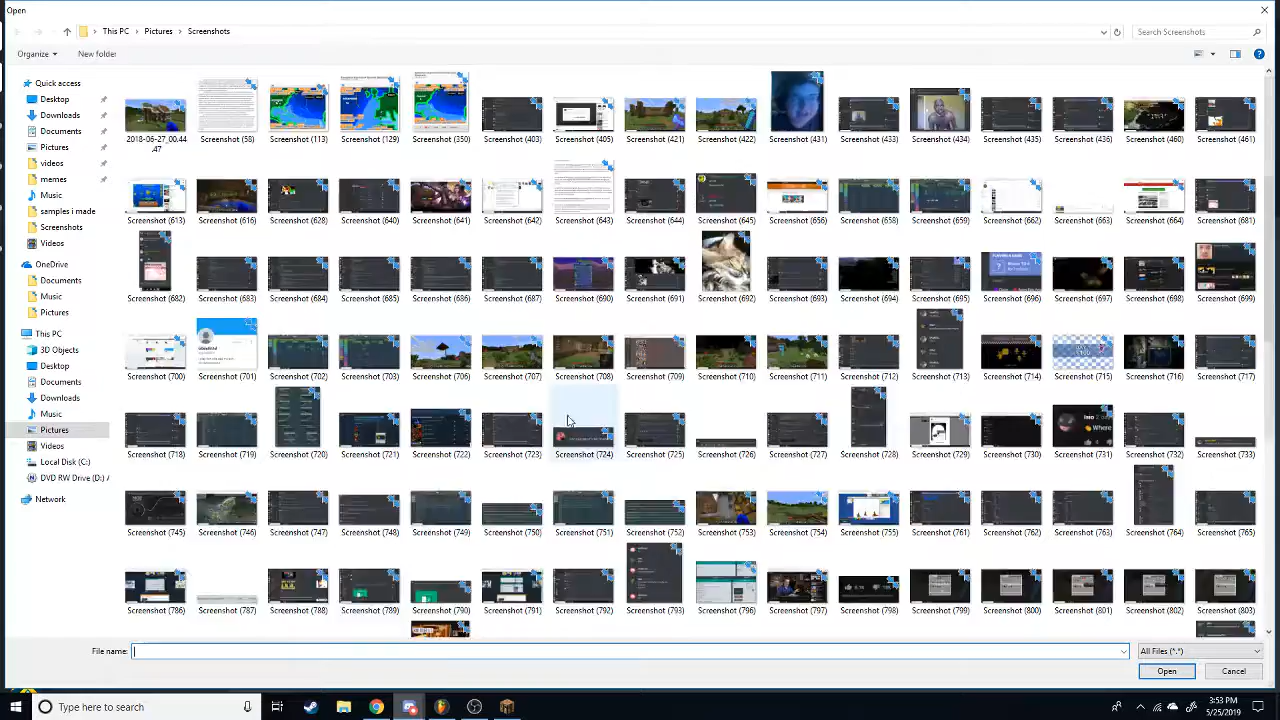 Open
This PC > Pictures > Screenshots
Search Screenshots
Organize
New folder
Quick access
Desktop
Downloads
Documents
Pictures
videos
memes
Music
samples i made
Screenshots
Videos
OneDrive
Documents
Music
Pictures
This PC
3D Objects
Desktop
Documents
Downloads
Music
Pictures
Videos
Local Disk (C:)
DVD RW Drive (D:) /
Network
Screenshot (98) Screenshot (113) Screenshot (129) Screenshot (350) Screenshot (403) Screenshot (405) Screenshot (421) Screenshot (422) Screenshot (431) Screenshot (433) Screenshot (434) Screenshot (435) Screenshot (436) Screenshot (460) Screenshot (461)
Screenshot (613) Screenshot (616) Screenshot (628) Screenshot (640) Screenshot (641) Screenshot (642) Screenshot (643) Screenshot (644) Screenshot (645) Screenshot (656) Screenshot (658) Screenshot (659) Screenshot (662) Screenshot (663) Screenshot (664) Screenshot (681)
Screenshot (682) Screenshot (683) Screenshot (684) Screenshot (685) Screenshot (686) Screenshot (687) Screenshot (690) Screenshot (691) Screenshot (692) Screenshot (693) Screenshot (694) Screenshot (695) Screenshot (696) Screenshot (697) Screenshot (698) Screenshot (699)
Screenshot (700) Screenshot (701) Screenshot (702) Screenshot (703) Screenshot (706) Screenshot (707) Screenshot (708) Screenshot (709) Screenshot (710) Screenshot (711) Screenshot (712) Screenshot (713) Screenshot (714) Screenshot (715) Screenshot (716) Screenshot (717)
Screenshot (718) Screenshot (719) Screenshot (720) Screenshot (721) Screenshot (722) Screenshot (723) Screenshot (724) Screenshot (725) Screenshot (726) Screenshot (727) Screenshot (728) Screenshot (729) Screenshot (730) Screenshot (731) Screenshot (732) Screenshot (733)
Screenshot (745) Screenshot (746) Screenshot (747) Screenshot (748) Screenshot (749) Screenshot (750) Screenshot (751) Screenshot (752) Screenshot (753) Screenshot (754) Screenshot (755) Screenshot (761) Screenshot (762) Screenshot (763) Screenshot (764) Screenshot (765)
Screenshot (786) Screenshot (787) Screenshot (788) Screenshot (789) Screenshot (790) Screenshot (791) Screenshot (792) Screenshot (793) Screenshot (796) Screenshot (797) Screenshot (798) Screenshot (799) Screenshot (800) Screenshot (801) Screenshot (802) Screenshot (803)
File name:
All Files (*.*)
Open
Cancel
Type here to search
3:53 PM
5/25/2019